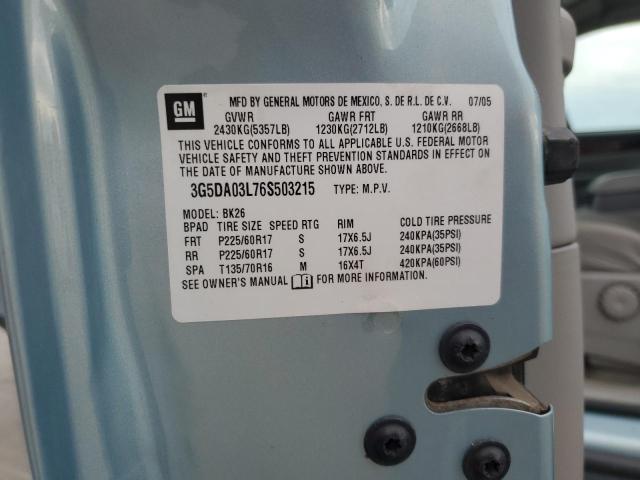 GM
MFD BY GENERAL MOTORS DE MEXICO, S. DE R.L. DE C.V. 07/05
GVWR GAWR FRT GAWR RR
2430KG(5357LB) 1230KG(2712LB) 1210KG(2668LB)
THIS VEHICLE CONFORMS TO ALL APPLICABLE U.S. FEDERAL MOTOR
VEHICLE SAFETY AND THEFT PREVENTION STANDARDS IN EFFECT ON
THE DATE OF MANUFACTURE SHOWN ABOVE.
3G5DA03L76S503215 TYPE: M.P.V.
MODEL: BK26
BPAD TIRE SIZE SPEED RTG RIM COLD TIRE PRESSURE
FRT P225/60R17 S 17X6.5J 240KPA(35PSI)
RR P225/60R17 S 17X6.5J 240KPA(35PSI)
SPA T135/70R16 M 16X4T 420KPA(60PSI)
SEE OWNER'S MANUAL FOR MORE INFORMATION.